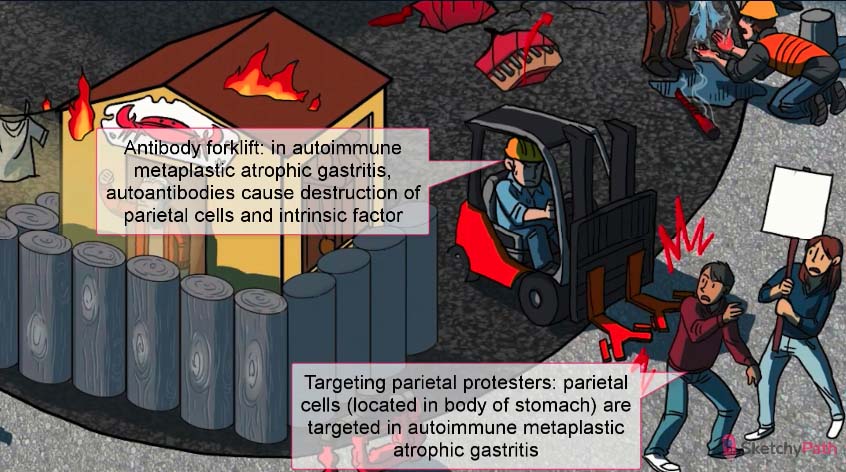 Antibody forklift: in autoimmune
metaplastic atrophic gastritis,
autoantibodies cause destruction of
parietal cells and intrinsic factor
Targeting parietal protesters: parietal
cells (located in body of stomach) are
targeted in autoimmune metaplastic
atrophic gastritis
SketchyPath